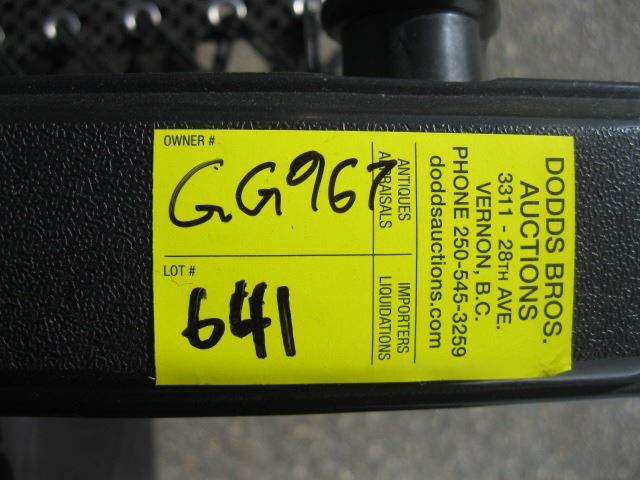 OWNER #
GG967
LOT #
641
ANTIQUES
APPRAISALS
IMPORTERS
LIQUIDATIONS
DODDS BROS.
AUCTIONS
3311 - 28TH AVE.
VERNON, B.C.
PHONE 250-545-3259
doddsauctions.com